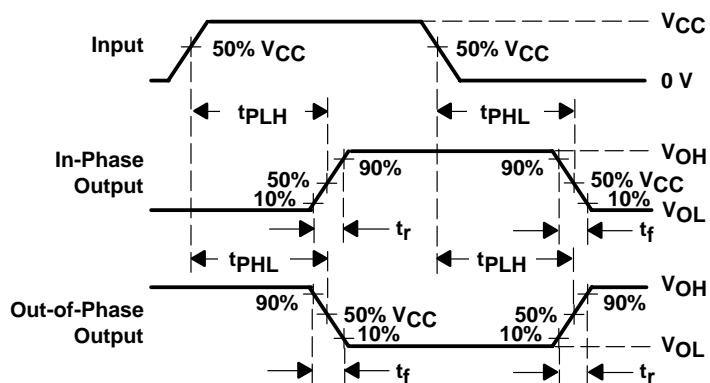 VCC
Input
50% VCC
50% VCC
0 V
tPLH
tPHL
In-Phase
Output
VOH
90%
90%
50%
50% VCC
10%
10%
VOL
tr
tf
tPHL
tPLH
Out-of-Phase
Output
VOH
90%
90%
50% VCC
50%
10%
10%
VOL
tf
tr